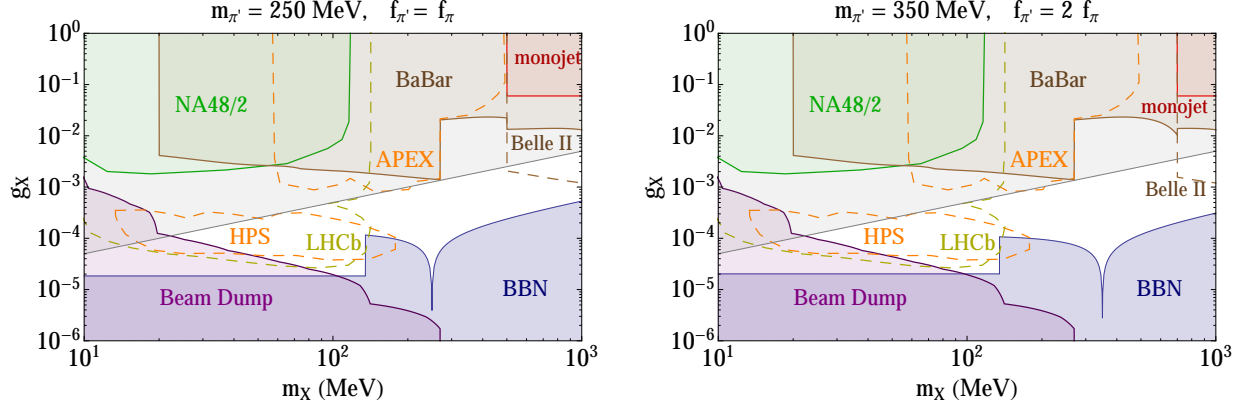 m_π' = 250 MeV, f_π' = f_π
10^0
10^-1
10^-2
10^-3
10^-4
10^-5
10^-6
g_X
monojet
BaBar
NA48/2
Belle II
APEX
HPS
LHCb
Beam Dump
BBN
10^1
10^2
10^3
m_X (MeV)
m_π' = 350 MeV, f_π' = 2 f_π
10^0
10^-1
10^-2
10^-3
10^-4
10^-5
10^-6
g_X
BaBar
NA48/2
monojet
APEX
Belle II
HPS
LHCb
Beam Dump
BBN
10^1
10^2
10^3
m_X (MeV)